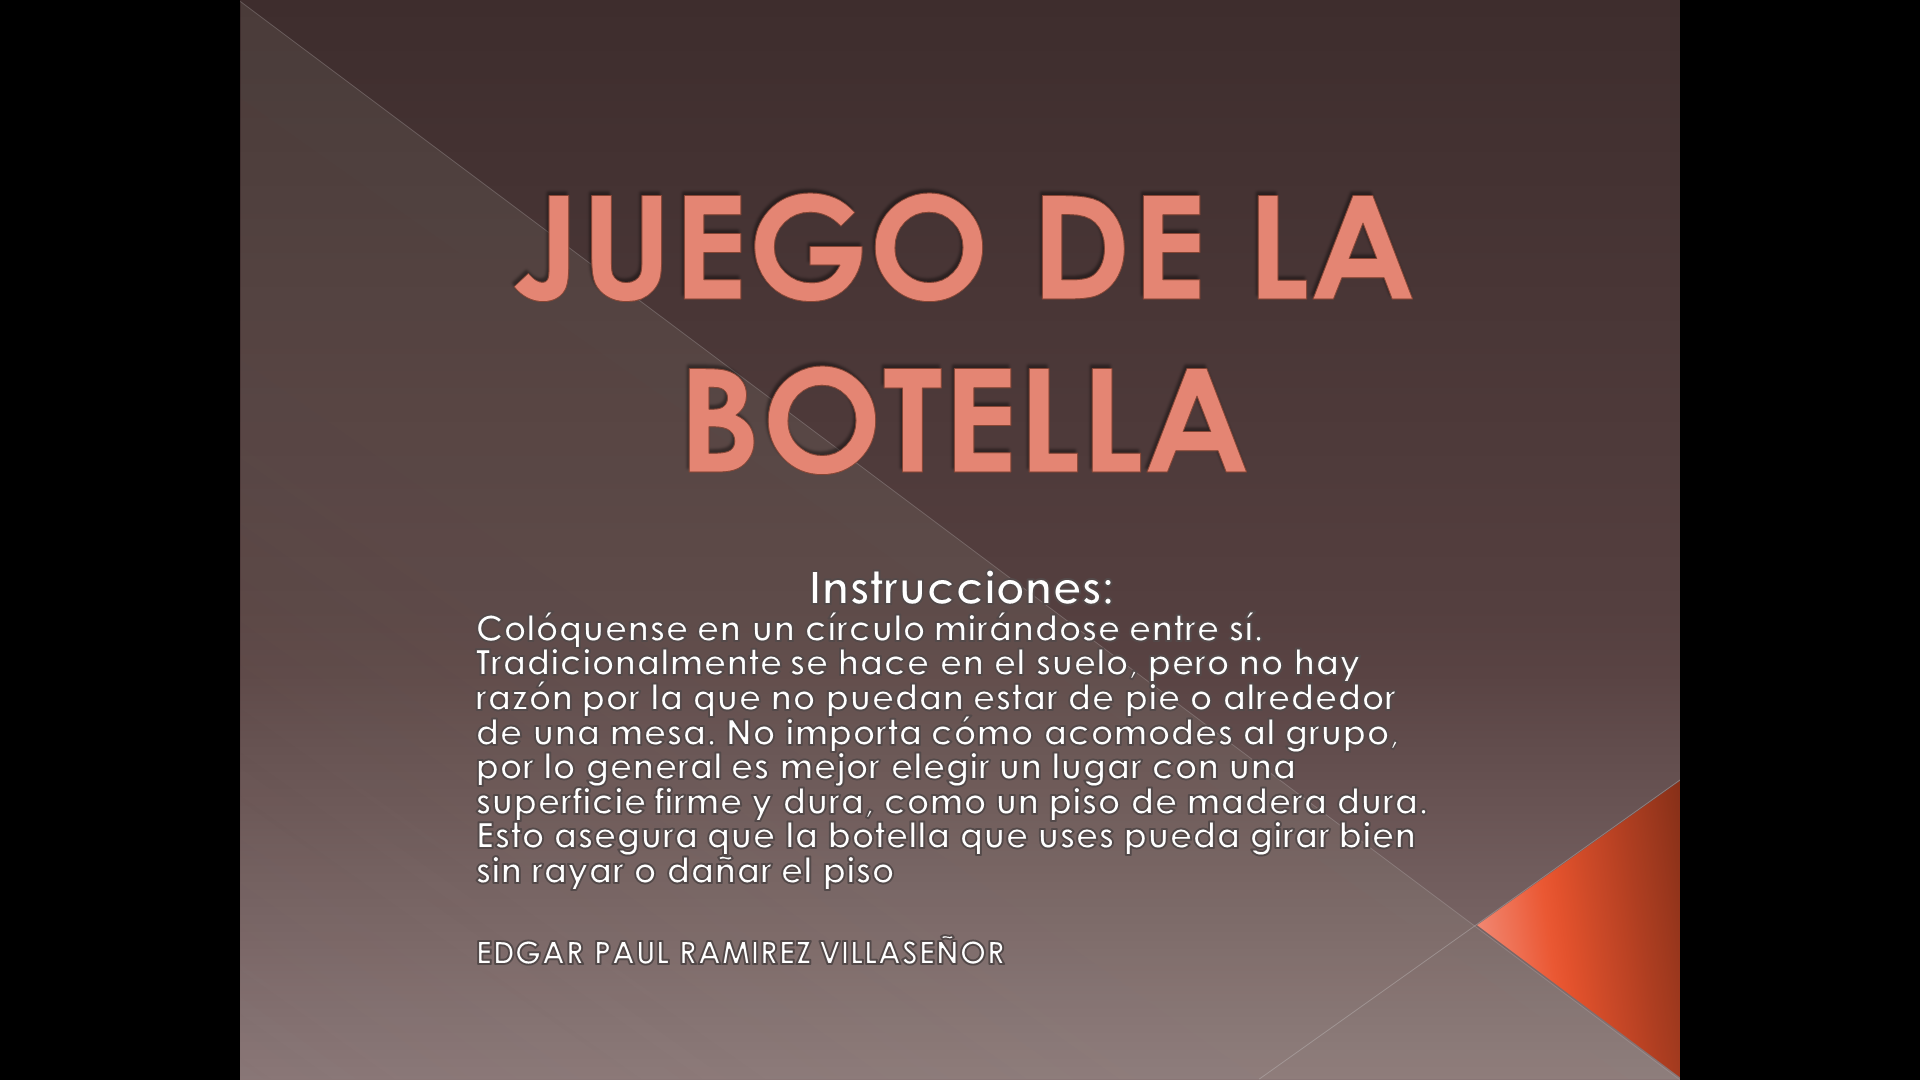 JUEGO DE LA
BOTELLA
Instrucciones:
Colóquense en un círculo mirándose entre sí.
Tradicionalmente se hace en el suelo, pero no hay
razón por la que no puedan estar de pie o alrededor
de una mesa. No importa cómo acomodes al grupo,
por lo general es mejor elegir un lugar con una
superficie firme y dura, como un piso de madera dura.
Esto asegura que la botella que uses pueda girar bien
sin rayar o dañar el piso
EDGAR PAUL RAMIREZ VILLASEÑOR